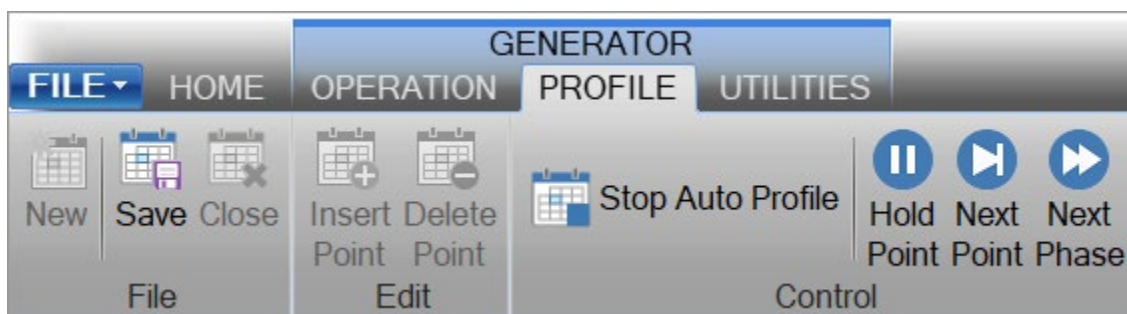 GENERATOR
FILE HOME OPERATION PROFILE UTILITIES
New Save Close Insert Point Delete Point Stop Auto Profile Hold Point Next Point Next Phase
File Edit Control